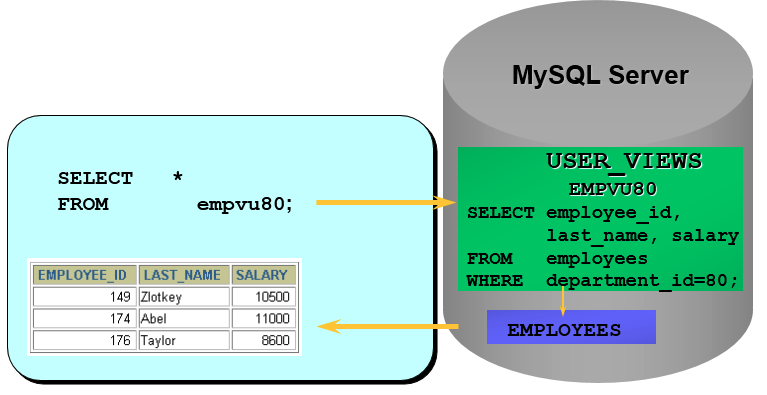 MySQL Server
SELECT *
FROM empvu80;
USER_VIEWS
EMPVU80
SELECT employee_id,
last_name, salary
FROM employees
WHERE department_id=80;
EMPLOYEES
EMPLOYEE_ID LAST_NAME SALARY
149 Zlotkey 10500
174 Abel 11000
176 Taylor 8600